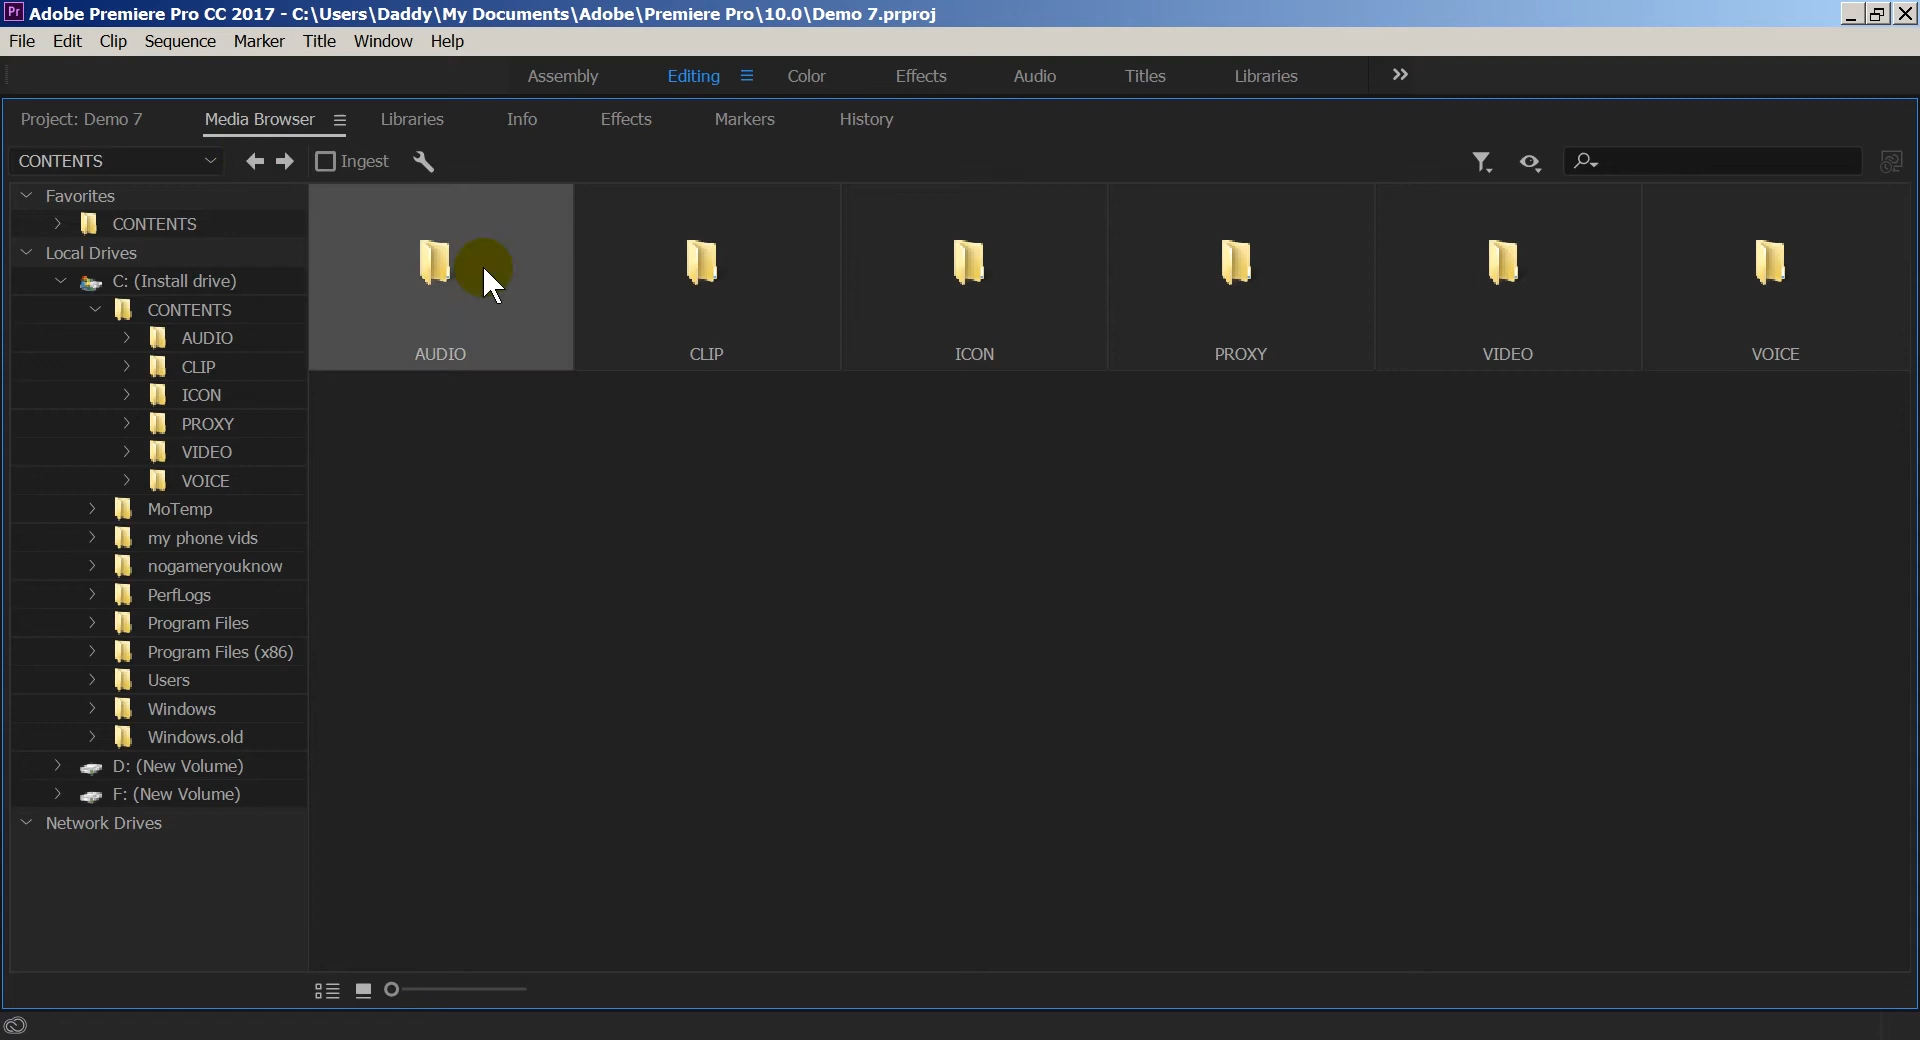 Pr Adobe Premiere Pro CC 2017 - C:\Users\Daddy\My Documents\Adobe\Premiere Pro\10.0\Demo 7.prproj
File Edit Clip Sequence Marker Title Window Help
Assembly Editing Color Effects Audio Titles Libraries
Project: Demo 7 Media Browser Libraries Info Effects Markers History
CONTENTS Ingest
Favorites
CONTENTS
Local Drives
C: (Install drive)
CONTENTS
AUDIO
CLIP
ICON
PROXY
VIDEO
VOICE
MoTemp
my phone vids
nogameryouknow
PerfLogs
Program Files
Program Files (x86)
Users
Windows
Windows.old
D: (New Volume)
F: (New Volume)
Network Drives
AUDIO CLIP ICON PROXY VIDEO VOICE